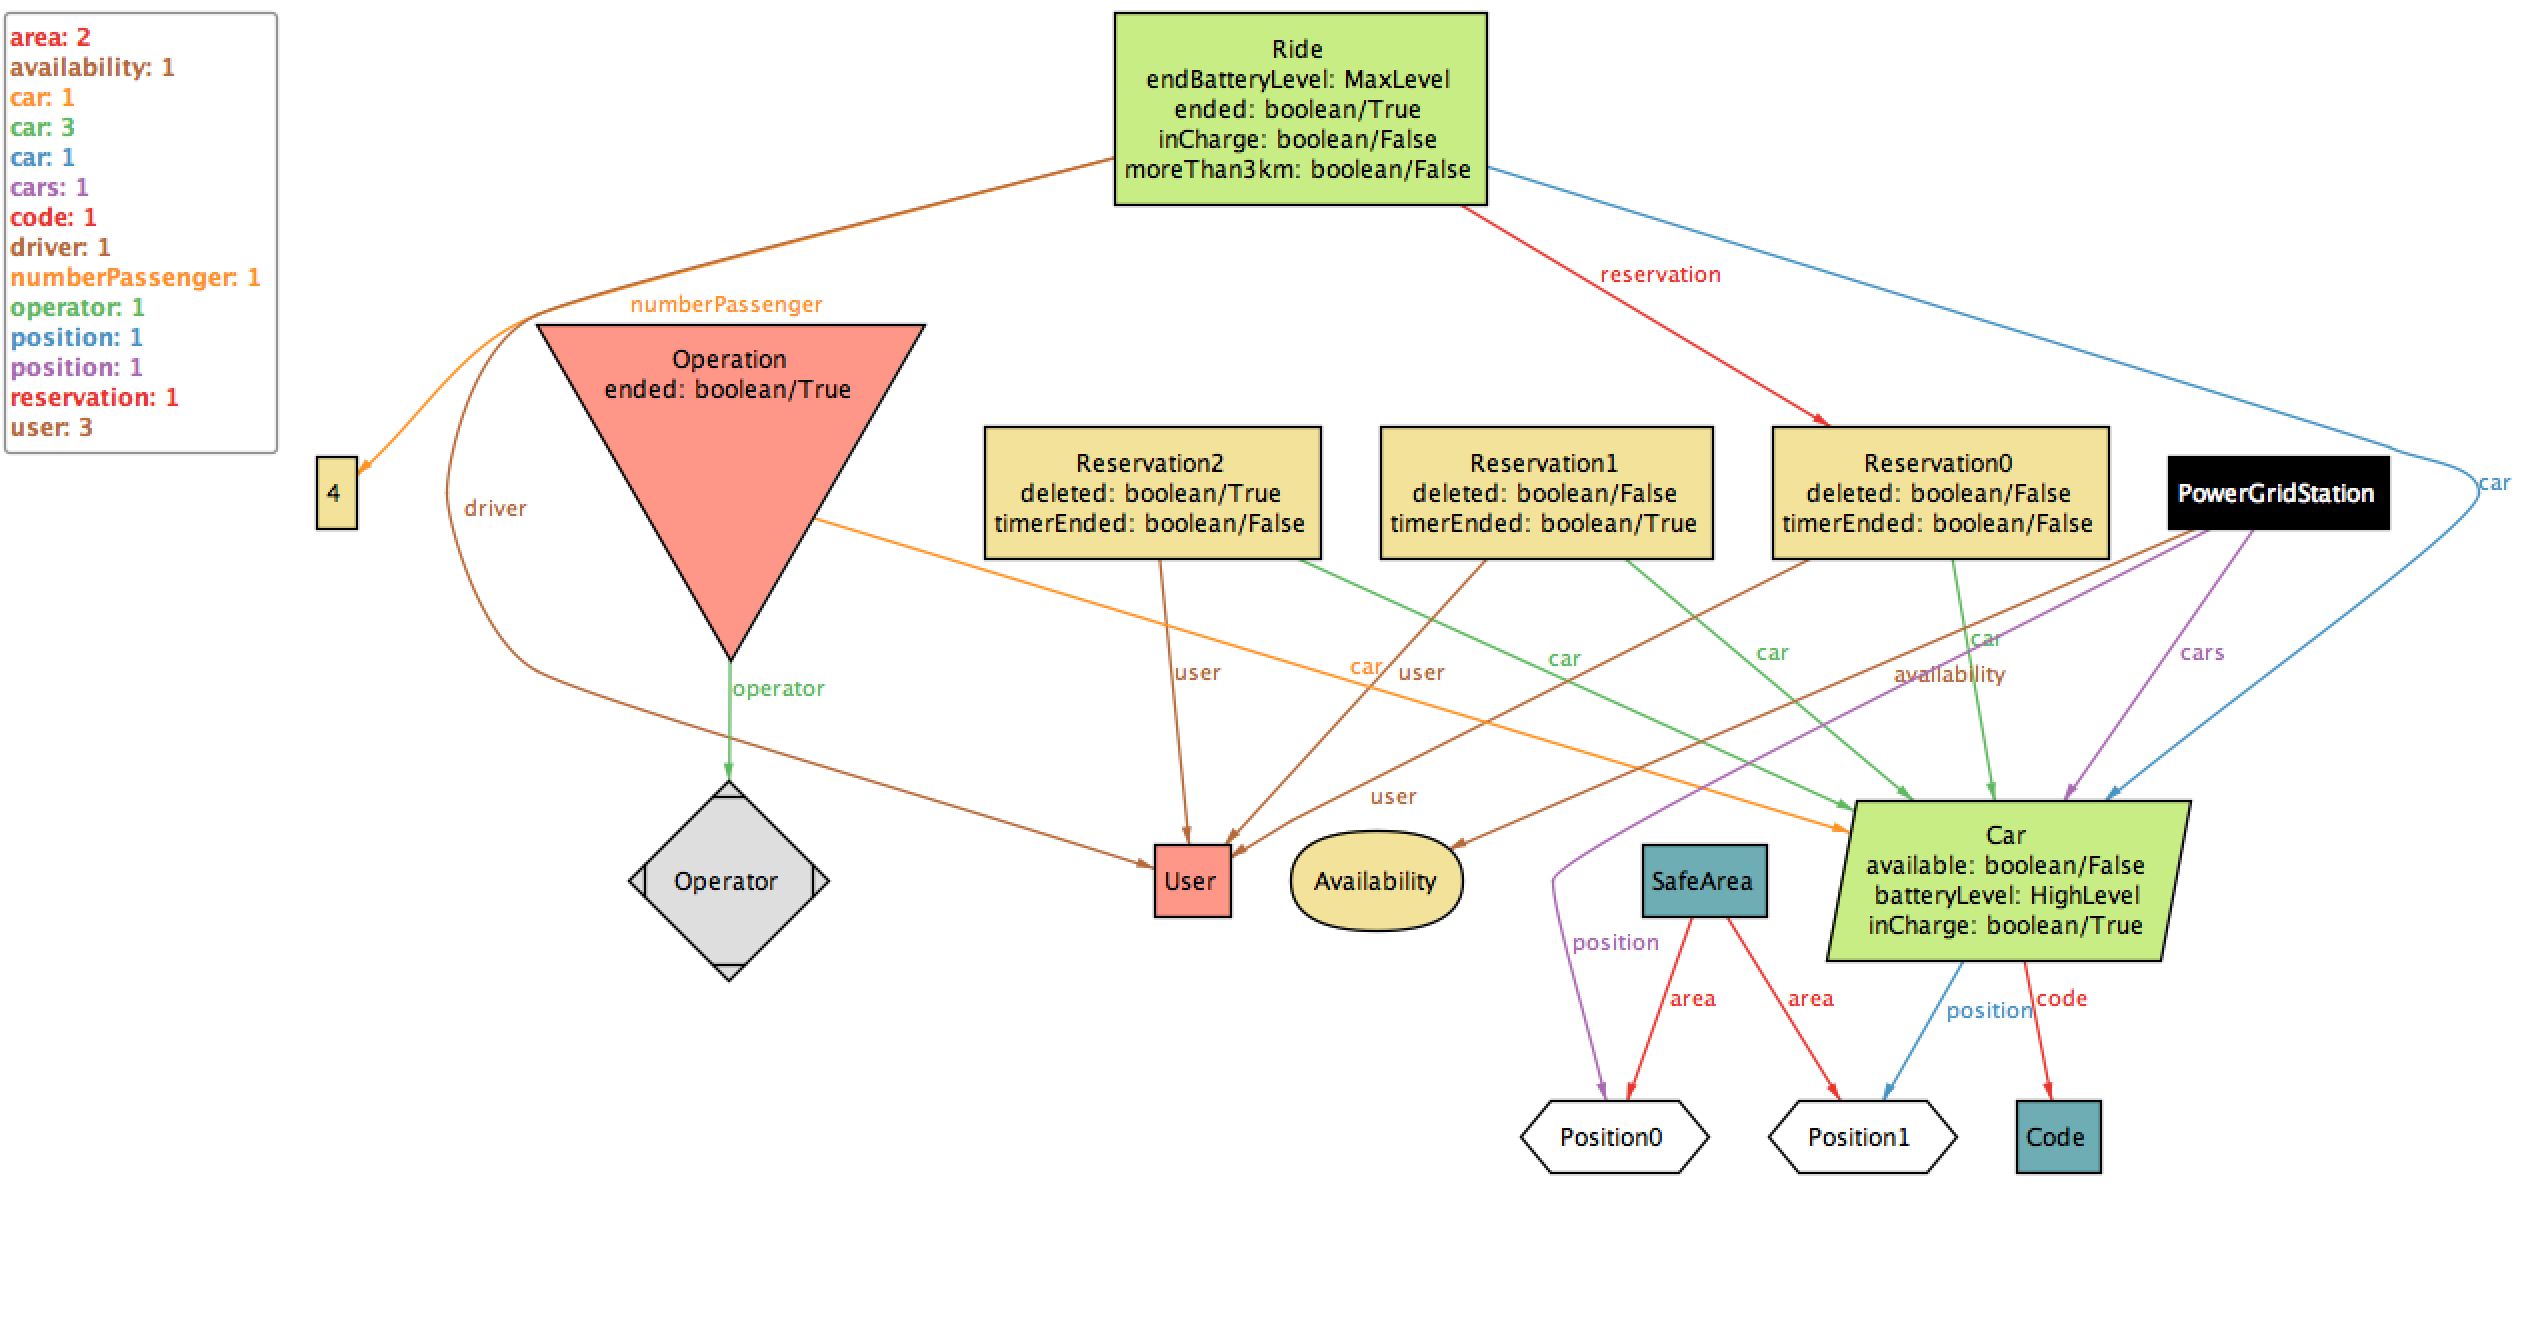 area: 2
availability: 1
car: 1
car: 3
car: 1
cars: 1
code: 1
driver: 1
numberPassenger: 1
operator: 1
position: 1
position: 1
reservation: 1
user: 3
Ride
endBatteryLevel: MaxLevel
ended: boolean/True
inCharge: boolean/False
moreThan3km: boolean/False
reservation
numberPassenger
Operation
ended: boolean/True
4
driver
Reservation2
deleted: boolean/True
timerEnded: boolean/False
Reservation1
deleted: boolean/False
timerEnded: boolean/True
Reservation0
deleted: boolean/False
timerEnded: boolean/False
PowerGridStation
car
operator
user
car
user
car
car
car
availability
cars
user
Operator
User
Availability
SafeArea
Car
available: boolean/False
batteryLevel: HighLevel
inCharge: boolean/True
position
area
area
position
code
Position0
Position1
Code